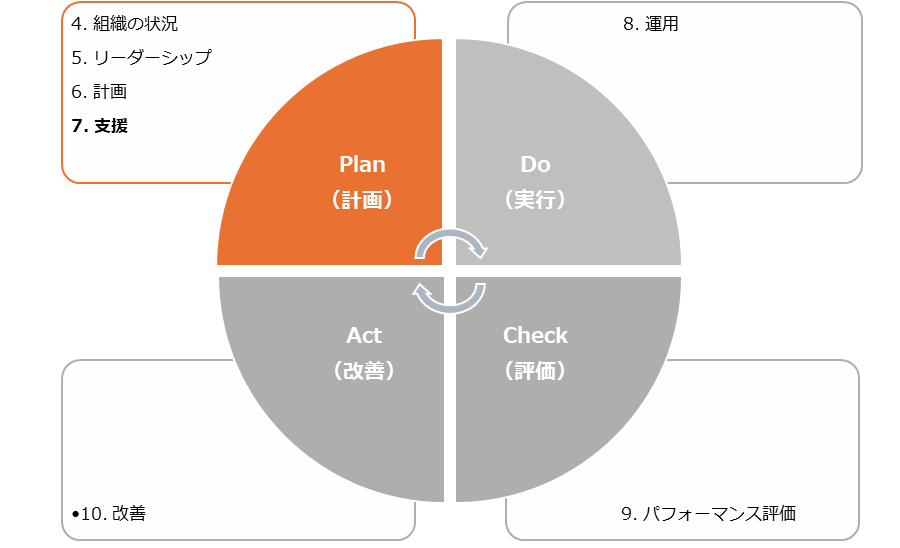 4. 組織の状況
5. リーダーシップ
6. 計画
7. 支援
8. 運用
Plan
（計画）
Do
（実行）
Act
（改善）
Check
（評価）
•10. 改善
9. パフォーマンス評価